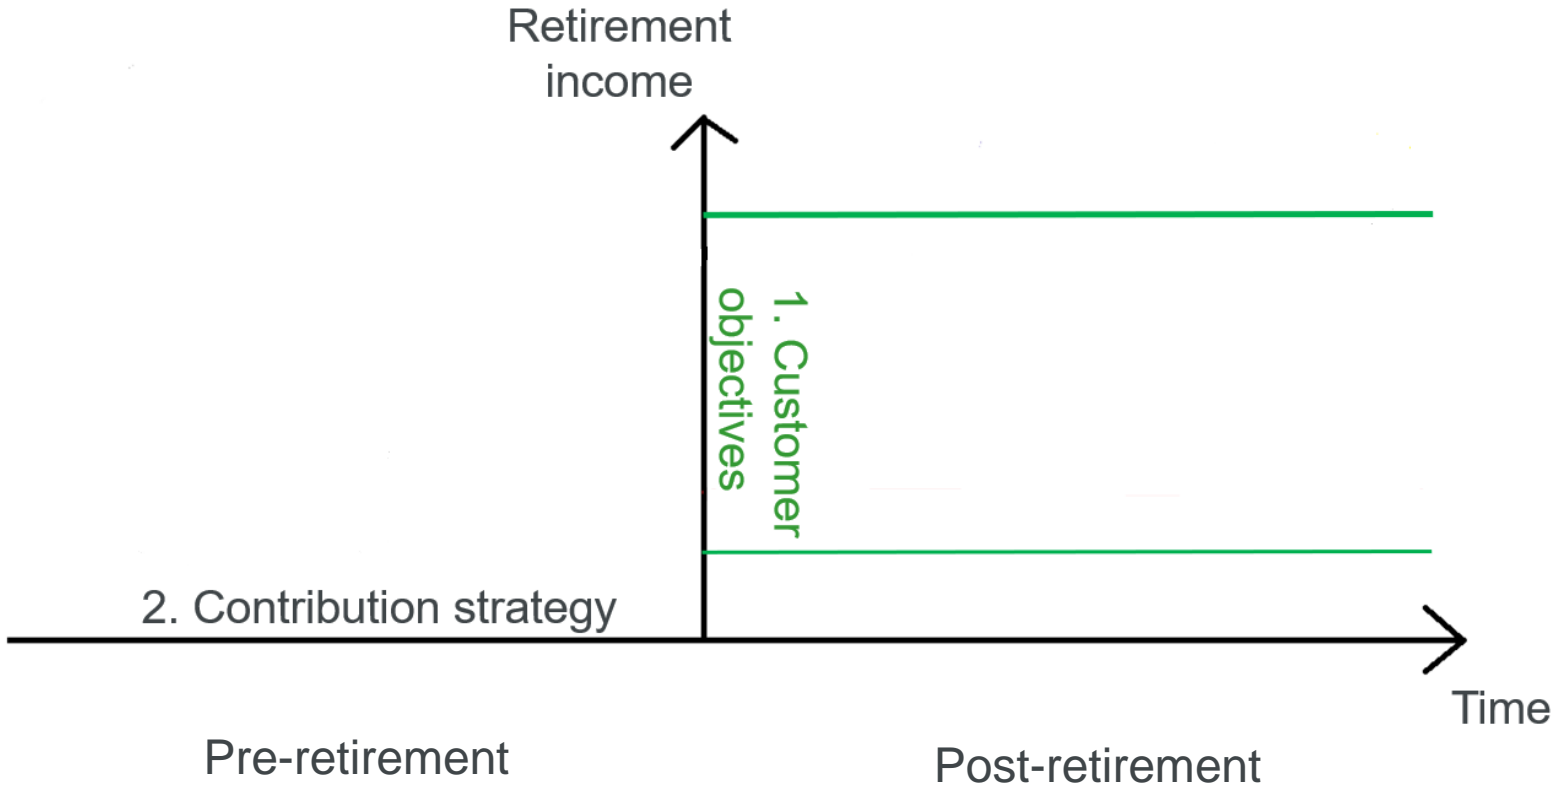 Retirement
income
1. Customer
objectives
2. Contribution strategy
Time
Pre-retirement
Post-retirement